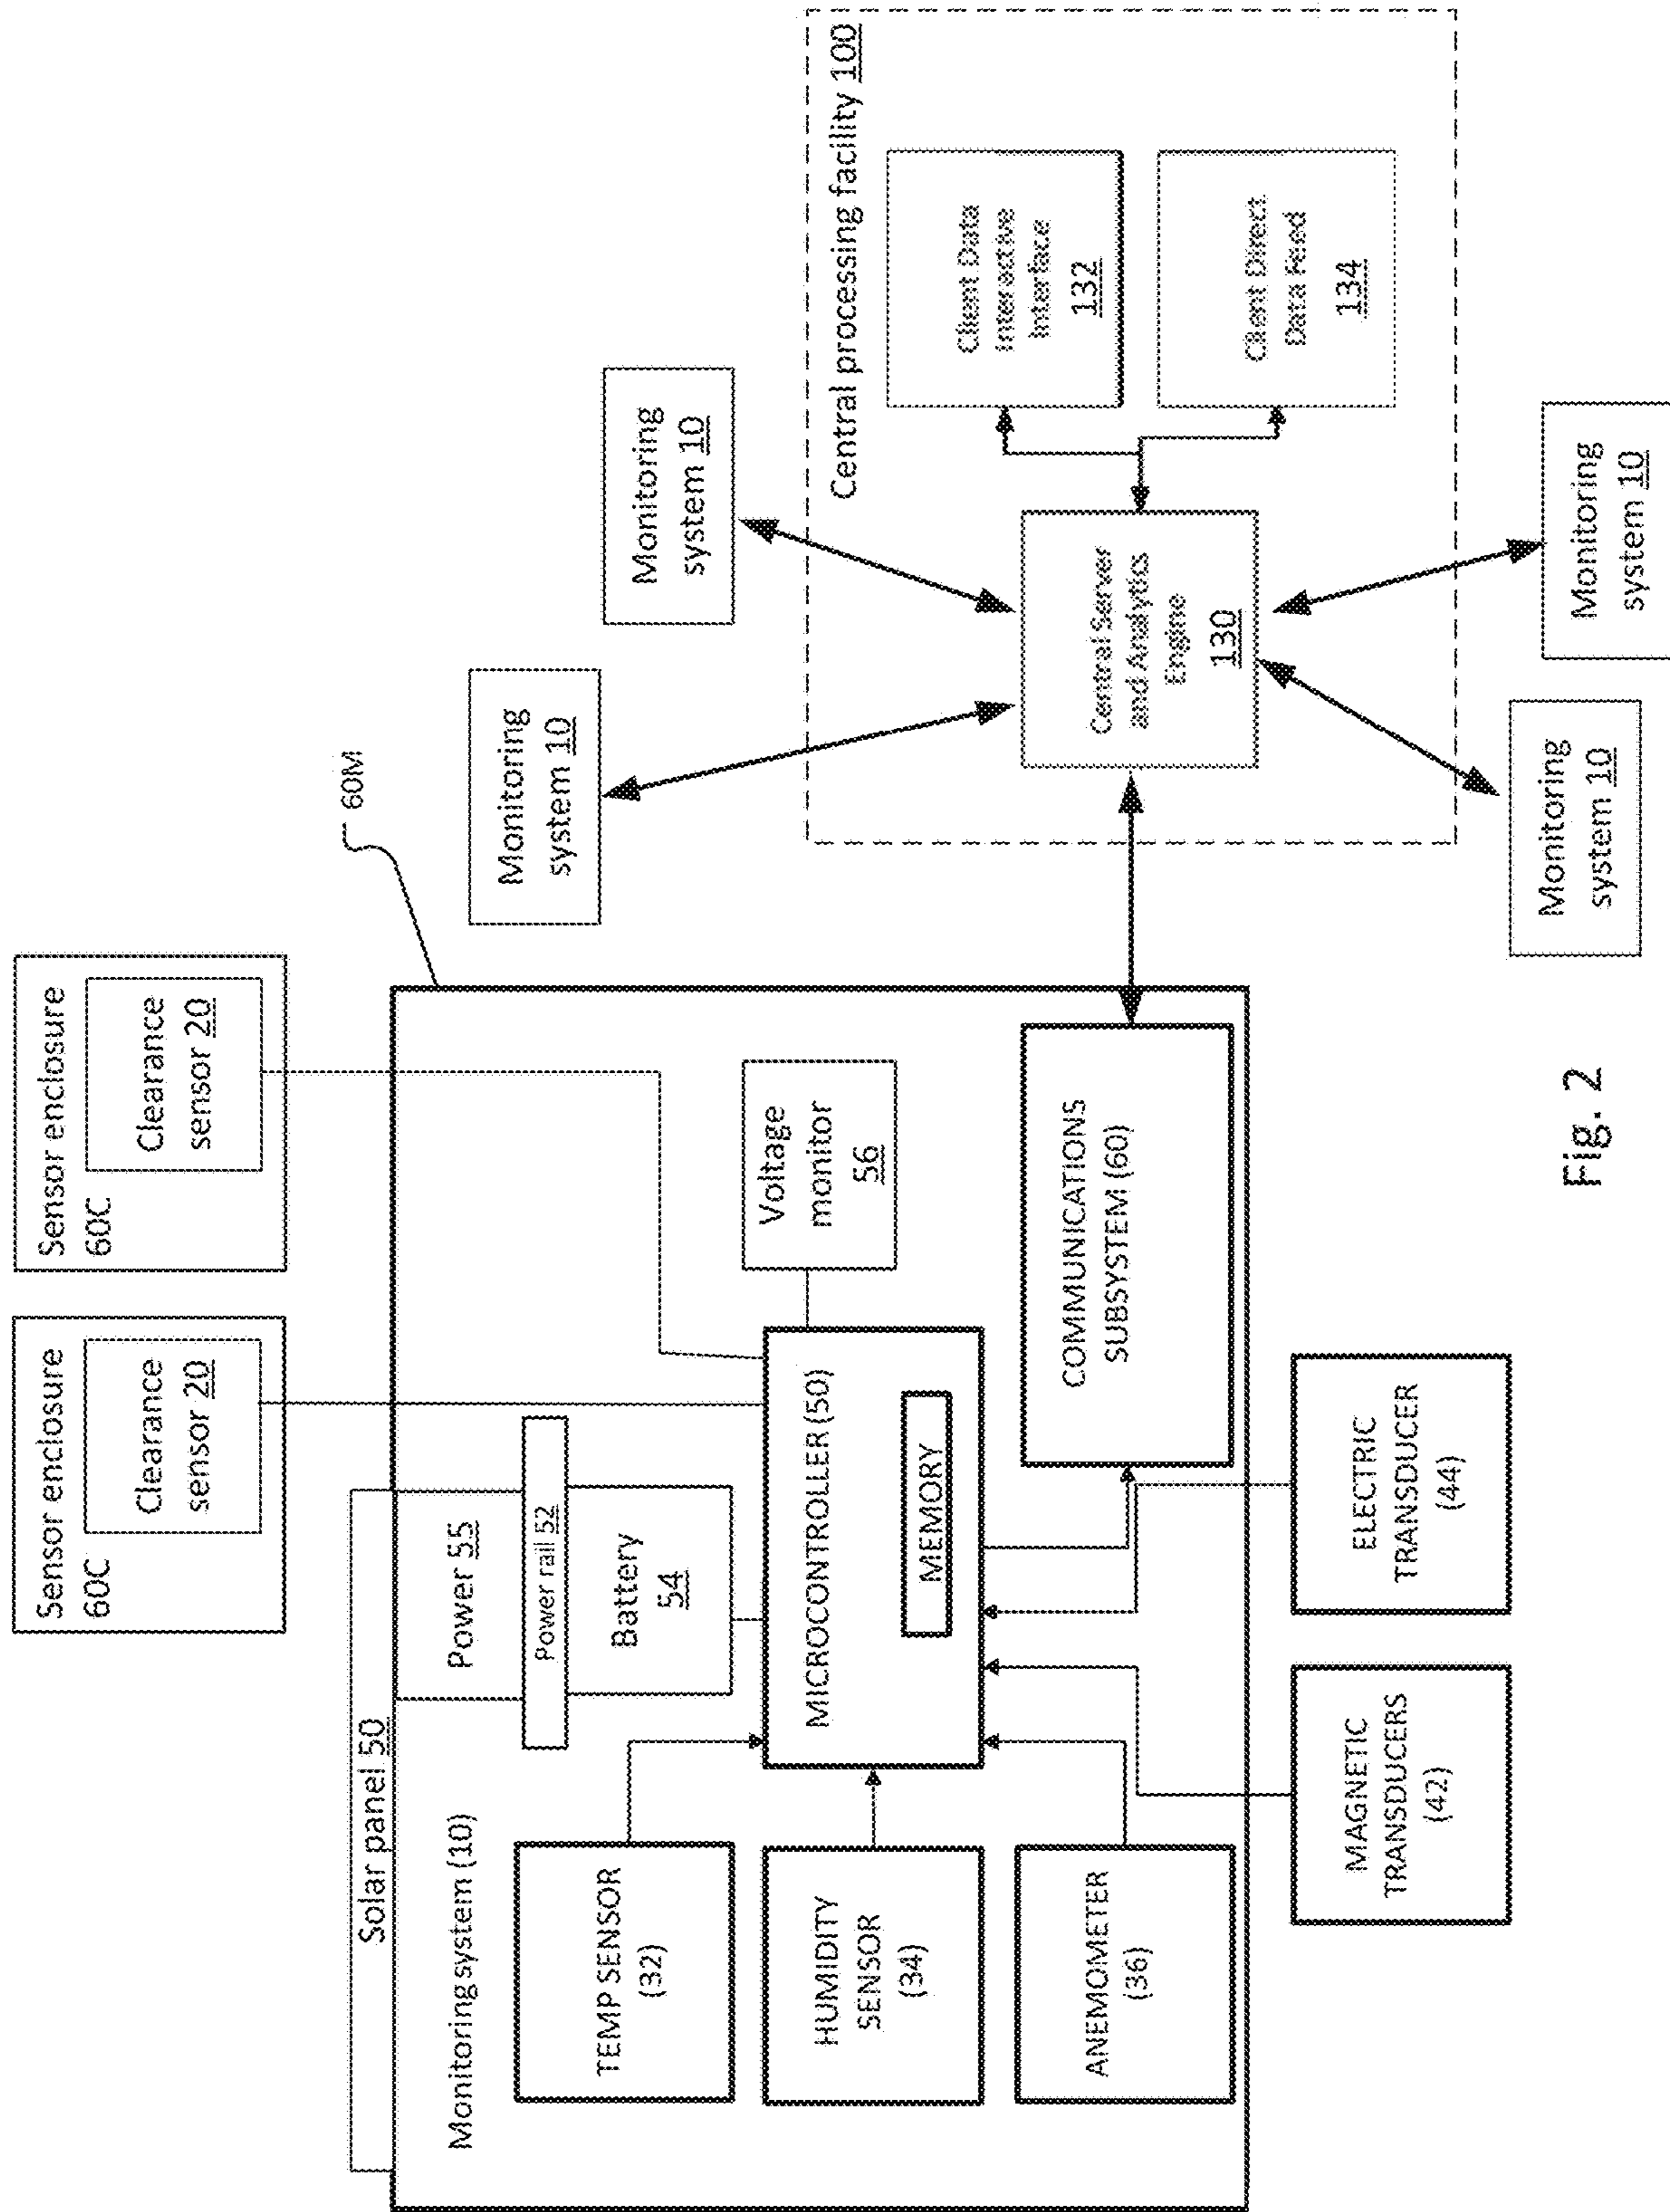 Sensor enclosure
60C
Clearance
sensor 20
Sensor enclosure
60C
Clearance
sensor 20
Solar panel 50
60M
Monitoring system (10)
Power 55
Power rail 52
Battery
54
TEMP SENSOR
(32)
HUMIDITY
SENSOR
(34)
ANEMOMETER
(36)
MICROCONTROLLER (50)
MEMORY
Voltage
monitor
56
COMMUNICATIONS
SUBSYSTEM (60)
MAGNETIC
TRANSDUCERS
(42)
ELECTRIC
TRANSDUCER
(44)
Monitoring
system 10
Monitoring
system 10
Central processing facility 100
Central Server
and Analytics
Engine
130
Client Data
Interactive
Interface
132
Client Direct
Data Feed
134
Monitoring
system 10
Monitoring
system 10
Fig. 2